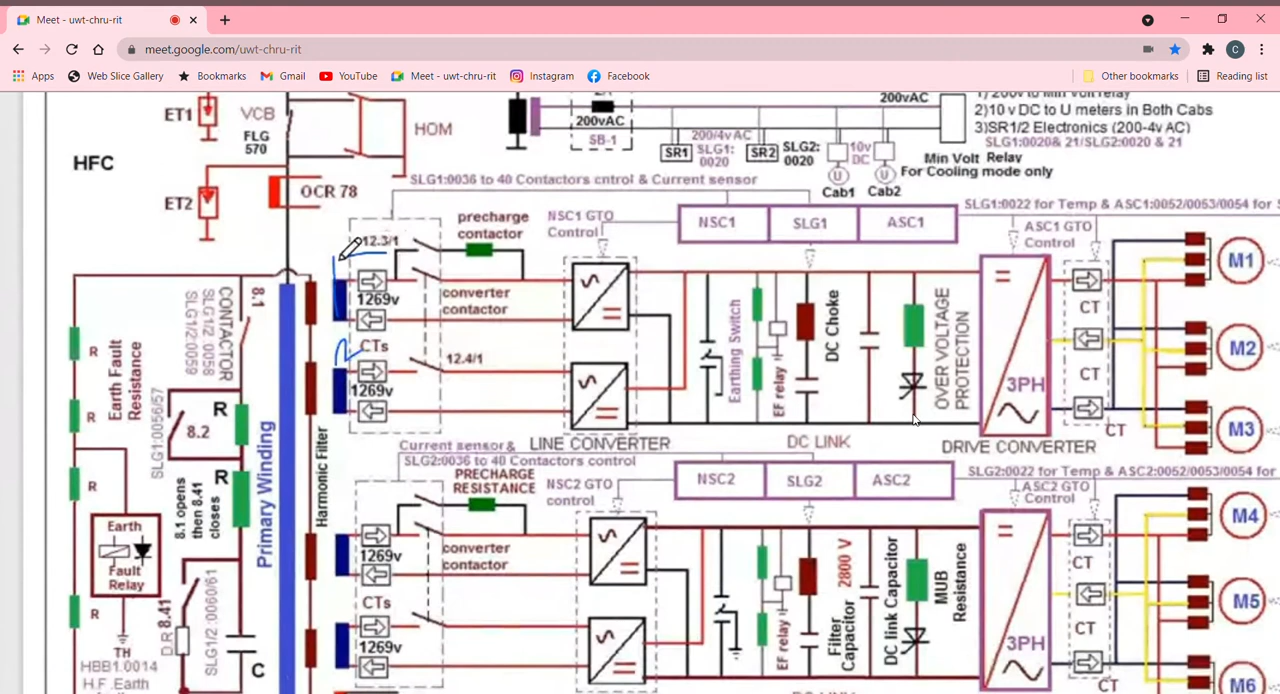 Meet - uwt-chru-rit
meet.google.com/uwt-chru-rit
C
Apps
Web Slice Gallery
Bookmarks
Gmail
YouTube
Meet - uwt-chru-rit
Instagram
Facebook
Other bookmarks
Reading list
ET1
VCB
FLG
570
HOM
HFC
OCR 78
ET2
200vAC
SB-1
200/4v AC
SR1
SLG1:
0020
SR2
SLG2:
0020
10v
DC
U
U
Cab1
Cab2
200vAC
2)10 v DC to U meters in Both Cabs
3)SR1/2 Electronics (200-4v AC)
SLG1:0020& 21/SLG2:0020 & 21
Min Volt Relay
For Cooling mode only
SLG1:0036 to 40 Contactors cntrol & Current sensor
12.3/1
precharge
contactor
NSC1 GTO
Control
NSC1
SLG1
ASC1
SLG1:0022 for Temp & ASC1:0052/0053/0054 for S
ASC1 GTO
Control
1269v
converter
contactor
CTs
12.4/1
1269v
Earthing Switch
EF relay
DC Choke
OVER VOLTAGE
PROTECTION
3PH
CT
CT
CT
M1
M2
M3
LINE CONVERTER
DC LINK
DRIVE CONVERTER
8.1
CONTACTOR
SLG1/2: 0058
SLG1/2:0059
R
R
R
R
Earth Fault
Resistance
SLG1:0056/57
8.2
R
R
8.1 opens
then 8.41
closes
Primary Winding
Harmonic Filter
Earth
Fault
Relay
D.R 8.41
SLG1/2:0060/61
C
TH
HBB1:0014
H.F .Earth
Current sensor&
SLG2:0036 to 40 Contactors control
PRECHARGE
RESISTANCE
NSC2 GTO
control
NSC2
SLG2
ASC2
SLG2:0022 for Temp & ASC2:0052/0053/0054 for
ASC2 GTO
Control
1269v
converter
contactor
CTs
1269v
EF relay
Filter
Capacitor
2800 V
DC link Capacitor
MUB
Resistance
3PH
CT
CT
CT
M4
M5
M6